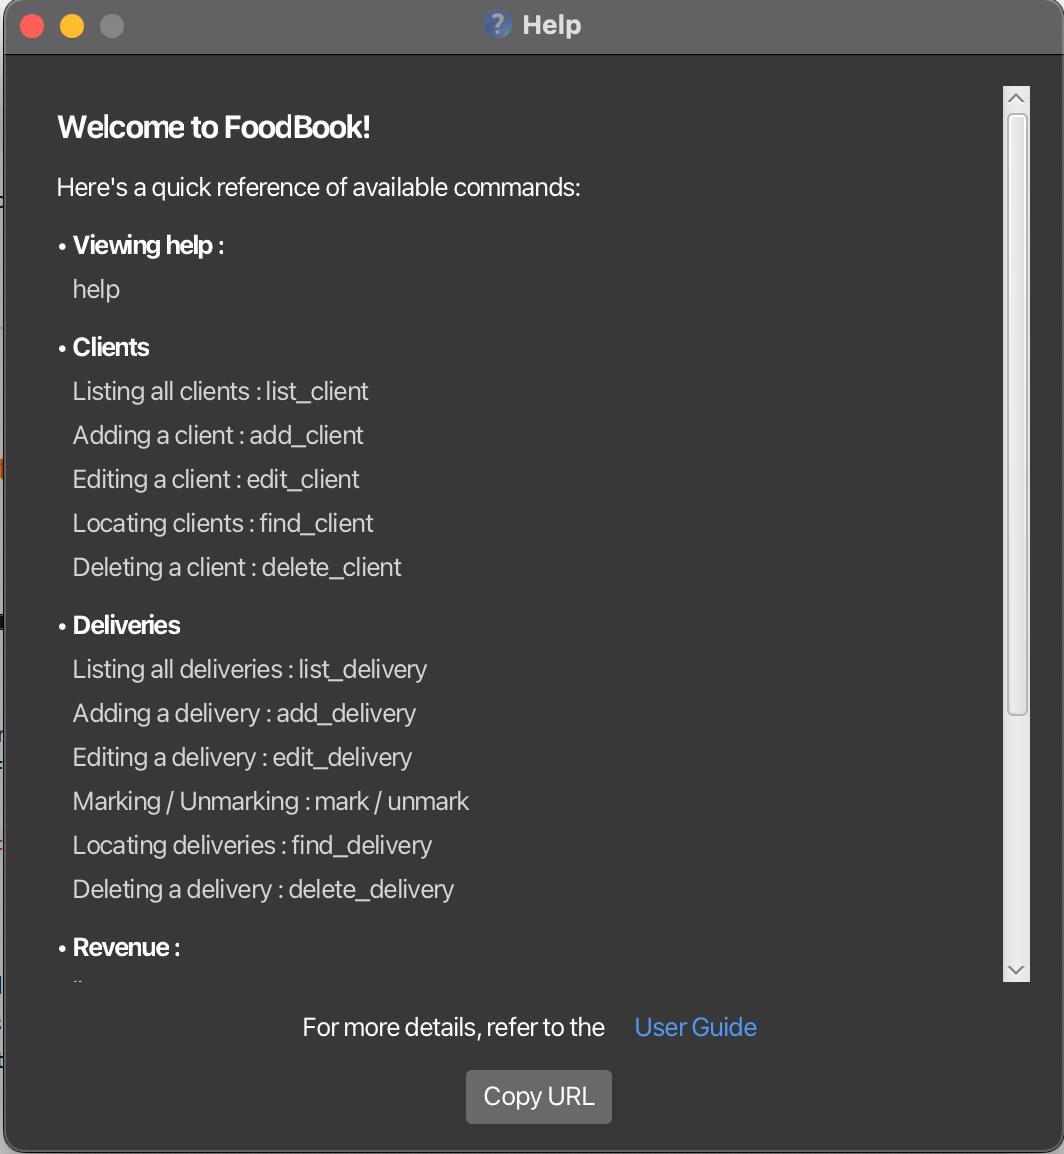 Help
Welcome to FoodBook!
Here's a quick reference of available commands:
• Viewing help :
help
• Clients
Listing all clients : list_client
Adding a client : add_client
Editing a client : edit_client
Locating clients : find_client
Deleting a client : delete_client
• Deliveries
Listing all deliveries : list_delivery
Adding a delivery : add_delivery
Editing a delivery : edit_delivery
Marking / Unmarking : mark / unmark
Locating deliveries : find_delivery
Deleting a delivery : delete_delivery
• Revenue :
For more details, refer to the User Guide
Copy URL